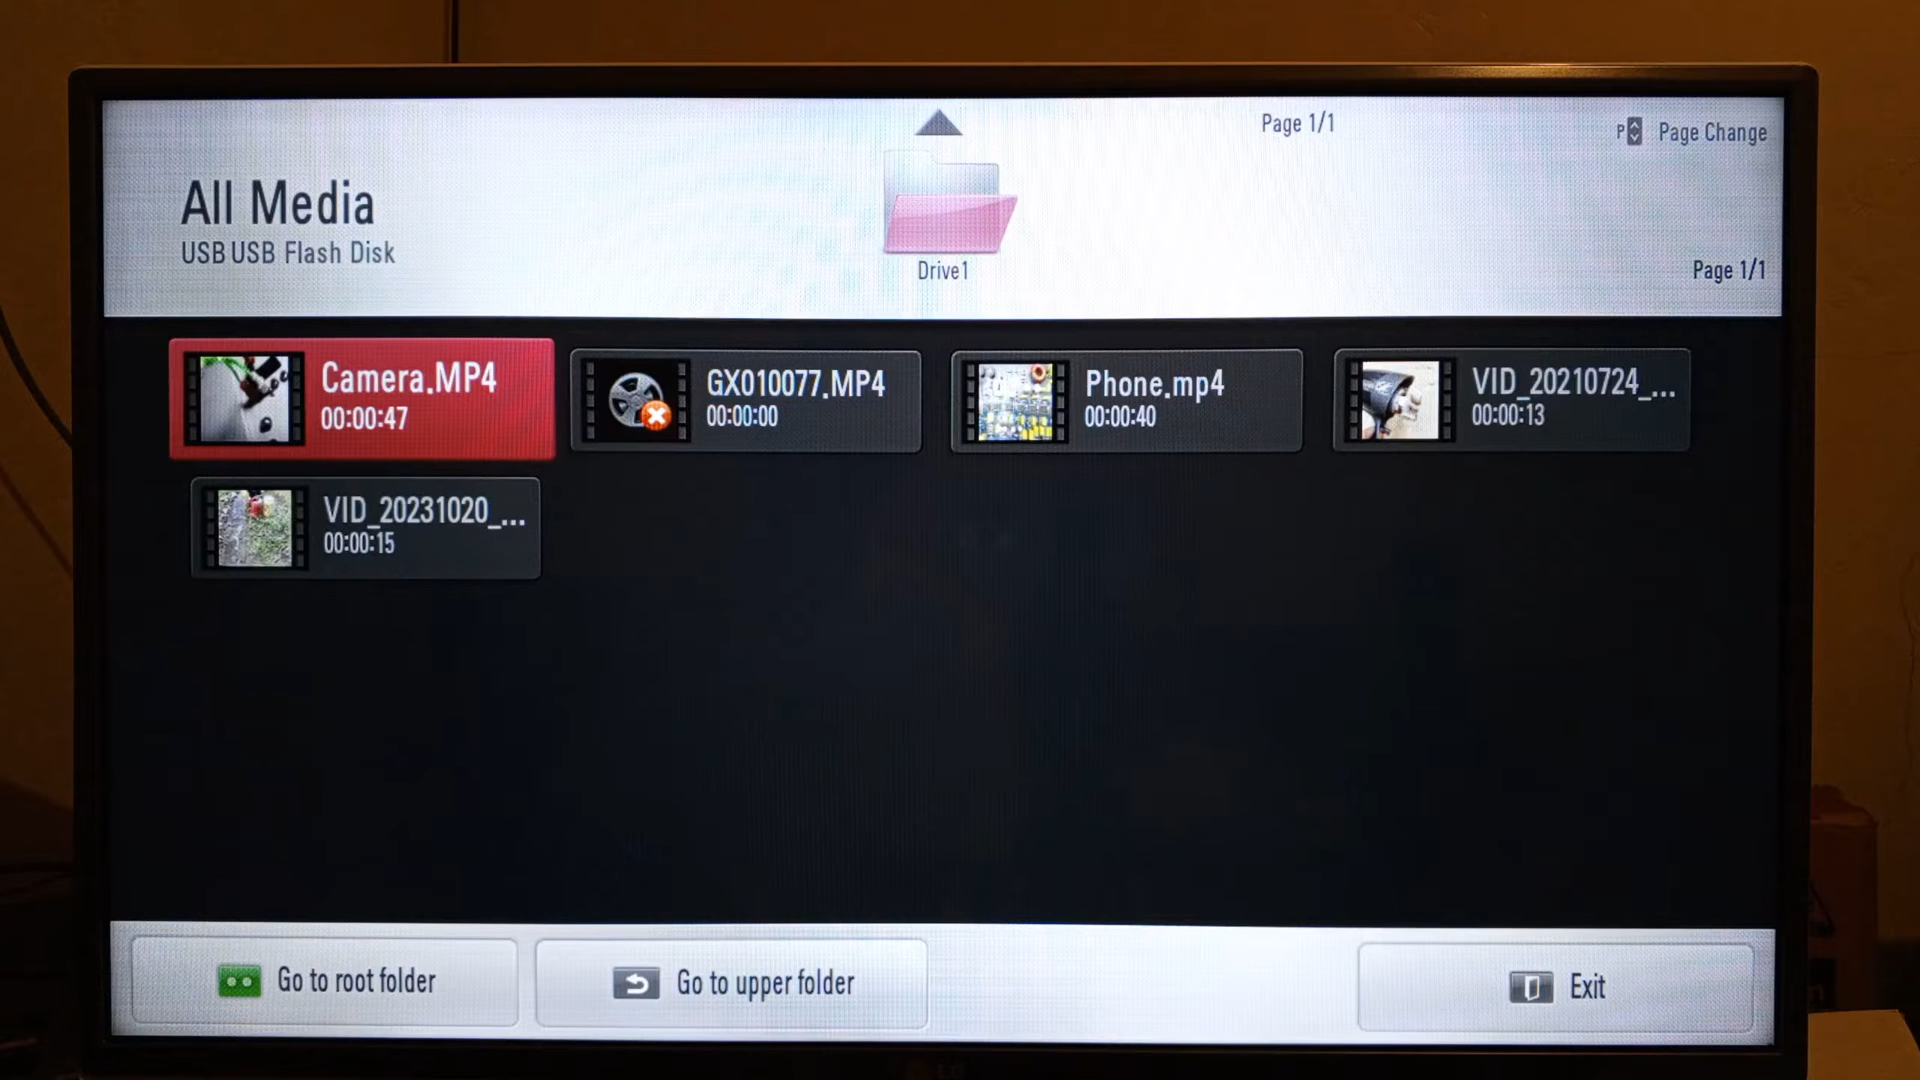 Page 1/1
P Page Change
All Media
USB USB Flash Disk
Drive1
Page 1/1
Camera.MP4
00:00:47
GX010077.MP4
00:00:00
Phone.mp4
00:00:40
VID_20210724_...
00:00:13
VID_20231020_...
00:00:15
Go to root folder
Go to upper folder
Exit